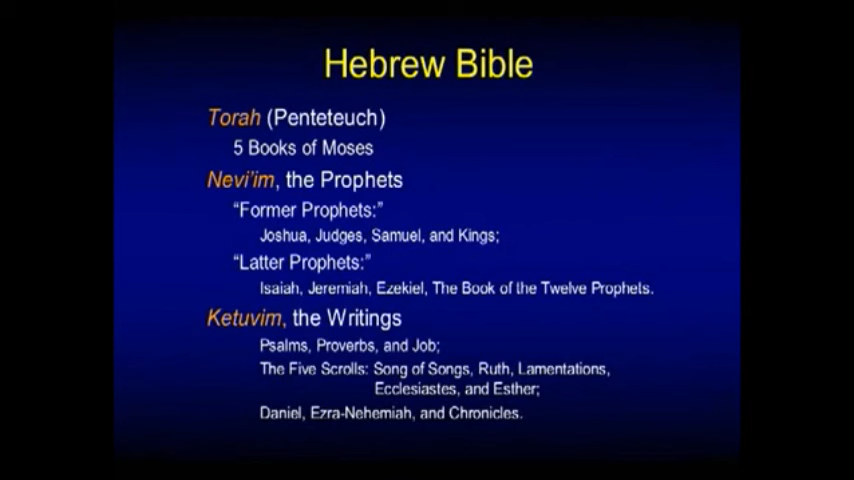 Hebrew Bible
Torah (Penteteuch)
5 Books of Moses
Nevi'im, the Prophets
“Former Prophets:”
Joshua, Judges, Samuel, and Kings;
“Latter Prophets:”
Isaiah, Jeremiah, Ezekiel, The Book of the Twelve Prophets.
Ketuvim, the Writings
Psalms, Proverbs, and Job;
The Five Scrolls: Song of Songs, Ruth, Lamentations,
Ecclesiastes, and Esther;
Daniel, Ezra-Nehemiah, and Chronicles.